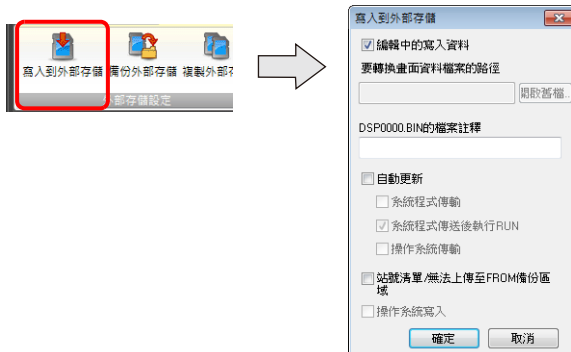 寫入到外部存儲
備份外部存儲
複製外部存
外部存儲設定
寫入到外部存儲
編輯中的寫入資料
要轉換畫面資料檔案的路徑
開啟舊檔..
DSP0000.BIN的檔案註釋
自動更新
系統程式傳輸
系統程式傳送後執行RUN
操作系統傳輸
站號清單/無法上傳至FROM備份區
域
操作系統寫入
確定
取消